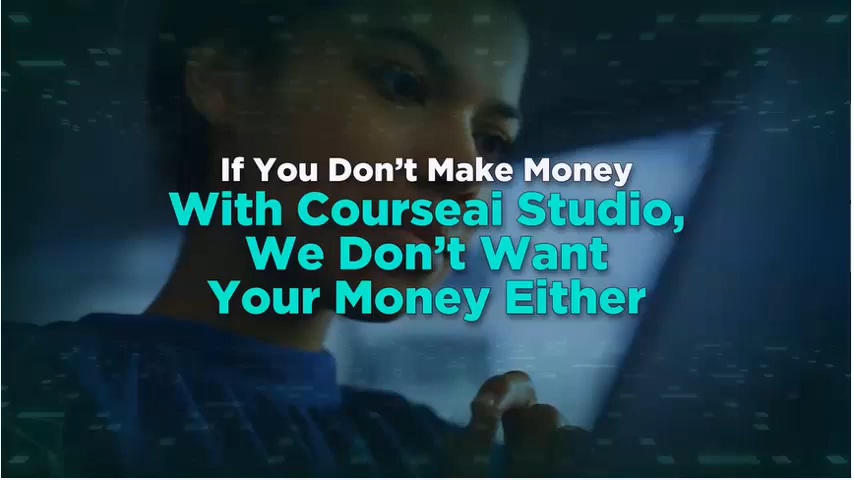 If You Don’t Make Money
With Courseai Studio,
We Don’t Want
Your Money Either